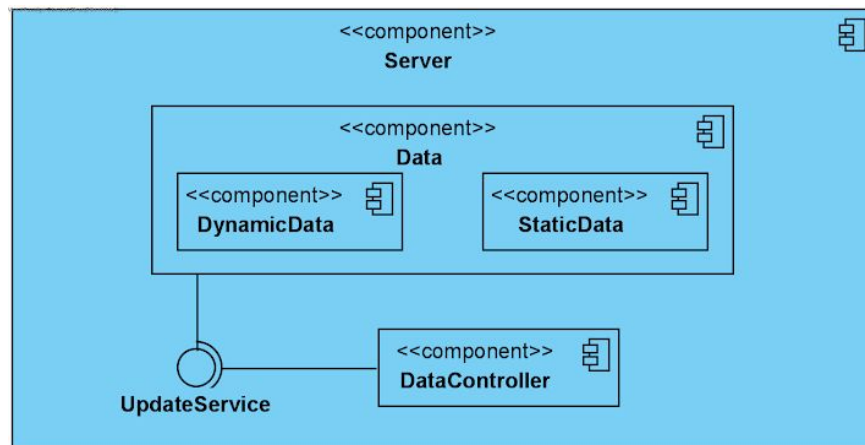 <<component>>
Server
<<component>>
Data
<<component>>
DynamicData
<<component>>
StaticData
<<component>>
DataController
UpdateService